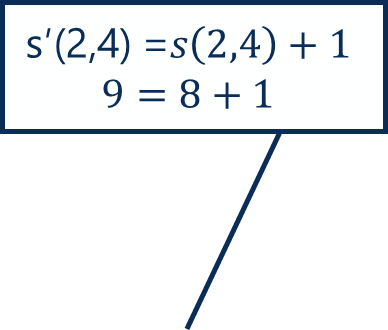 s′(2,4) =s(2,4) + 1
9 = 8 + 1